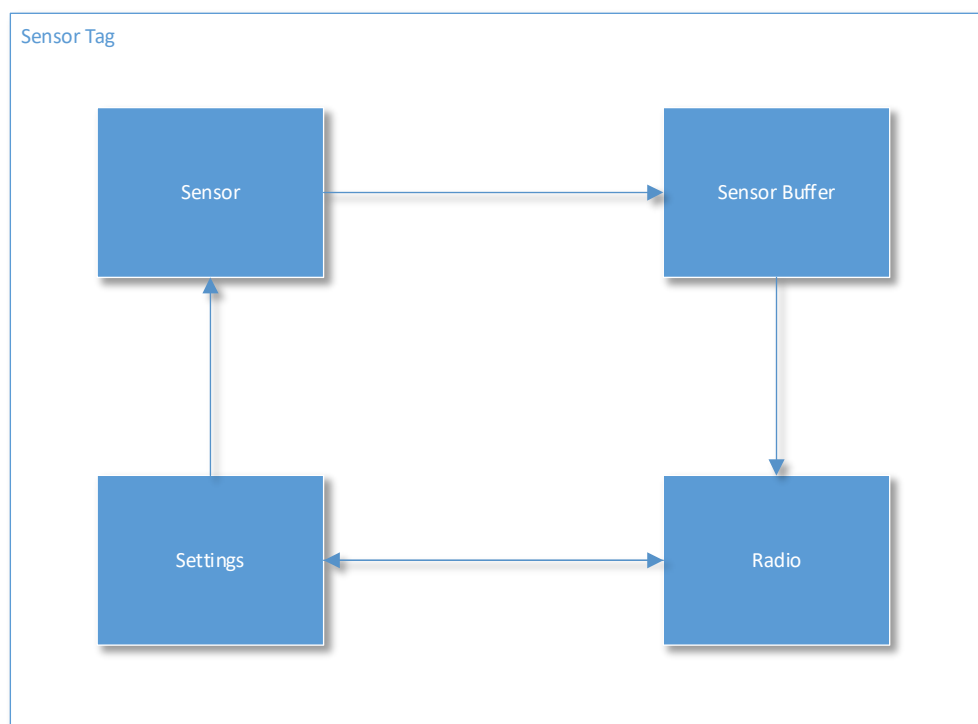 Sensor Tag
Sensor
Sensor Buffer
Settings
Radio